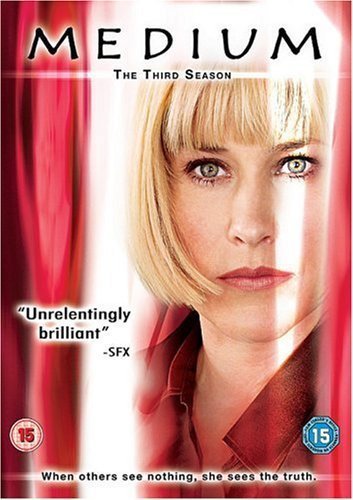 MEDIUM
THE THIRD SEASON
"Unrelentingly
brilliant"
-SFX
15
15
When others see nothing, she sees the truth.